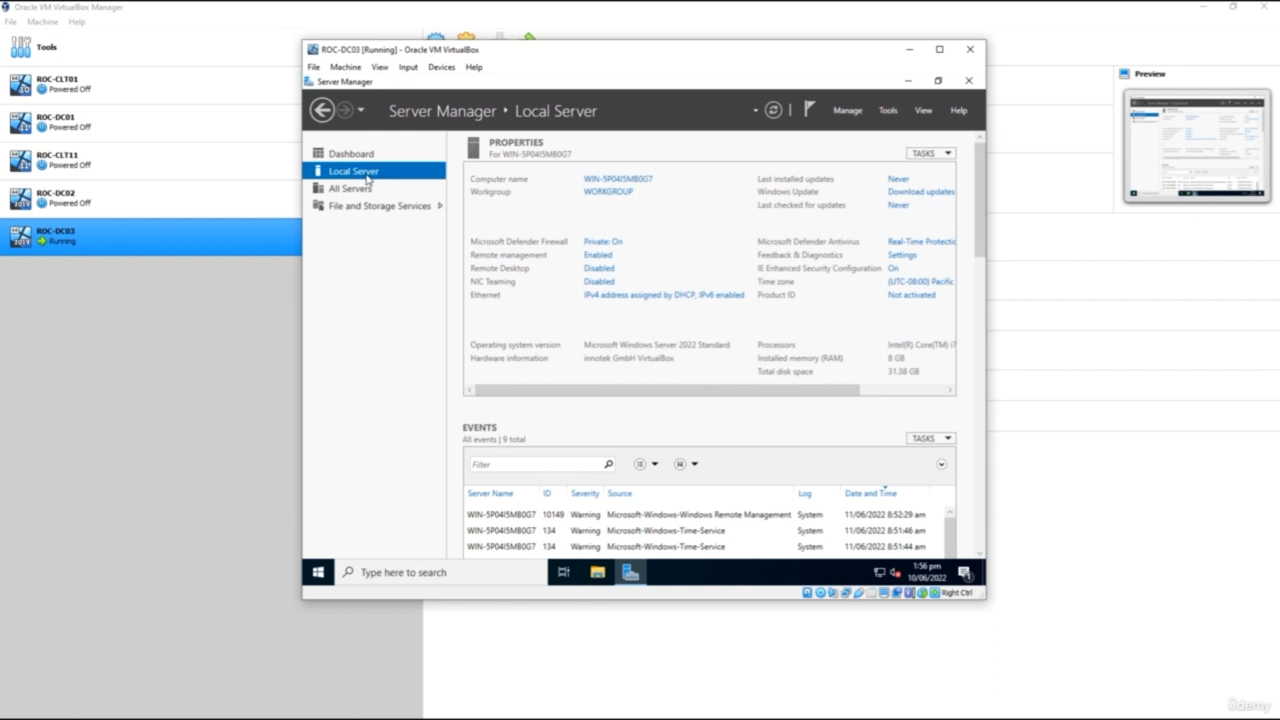 Oracle VM VirtualBox Manager
File Machine Help
Tools
ROC-CLT01
Powered Off
ROC-DC01
Powered Off
ROC-CLT11
Powered Off
ROC-DC02
Powered Off
ROC-DC03
Running
Preview
ROC-DC03 [Running] - Oracle VM VirtualBox
File Machine View Input Devices Help
Server Manager
Server Manager • Local Server
Manage Tools View Help
Dashboard
Local Server
All Servers
File and Storage Services
PROPERTIES
For WIN-5P04I5MB0G7
TASKS
Computer name WIN-5P04I5MB0G7 Last installed updates Never
Workgroup WORKGROUP Windows Update Download updates
Last checked for updates Never
Microsoft Defender Firewall Private: On Microsoft Defender Antivirus Real-Time Protectic
Remote management Enabled Feedback & Diagnostics Settings
Remote Desktop Disabled IE Enhanced Security Configuration On
NIC Teaming Disabled Time zone (UTC-08:00) Pacific
Ethernet IPv4 address assigned by DHCP, IPv6 enabled Product ID Not activated
Operating system version Microsoft Windows Server 2022 Standard Processors Intel(R) Core(TM) i7
Hardware information innotek GmbH VirtualBox Installed memory (RAM) 8 GB
Total disk space 31.38 GB
EVENTS
All events | 9 total
TASKS
Filter
Server Name ID Severity Source Log Date and Time
WIN-5P04I5MB0G7 10149 Warning Microsoft-Windows-Windows Remote Management System 11/06/2022 8:52:29 am
WIN-5P04I5MB0G7 134 Warning Microsoft-Windows-Time-Service System 11/06/2022 8:51:46 am
WIN-5P04I5MB0G7 134 Warning Microsoft-Windows-Time-Service System 11/06/2022 8:51:44 am
Type here to search
1:56 pm
10/06/2022
Right Ctrl
ûdemy